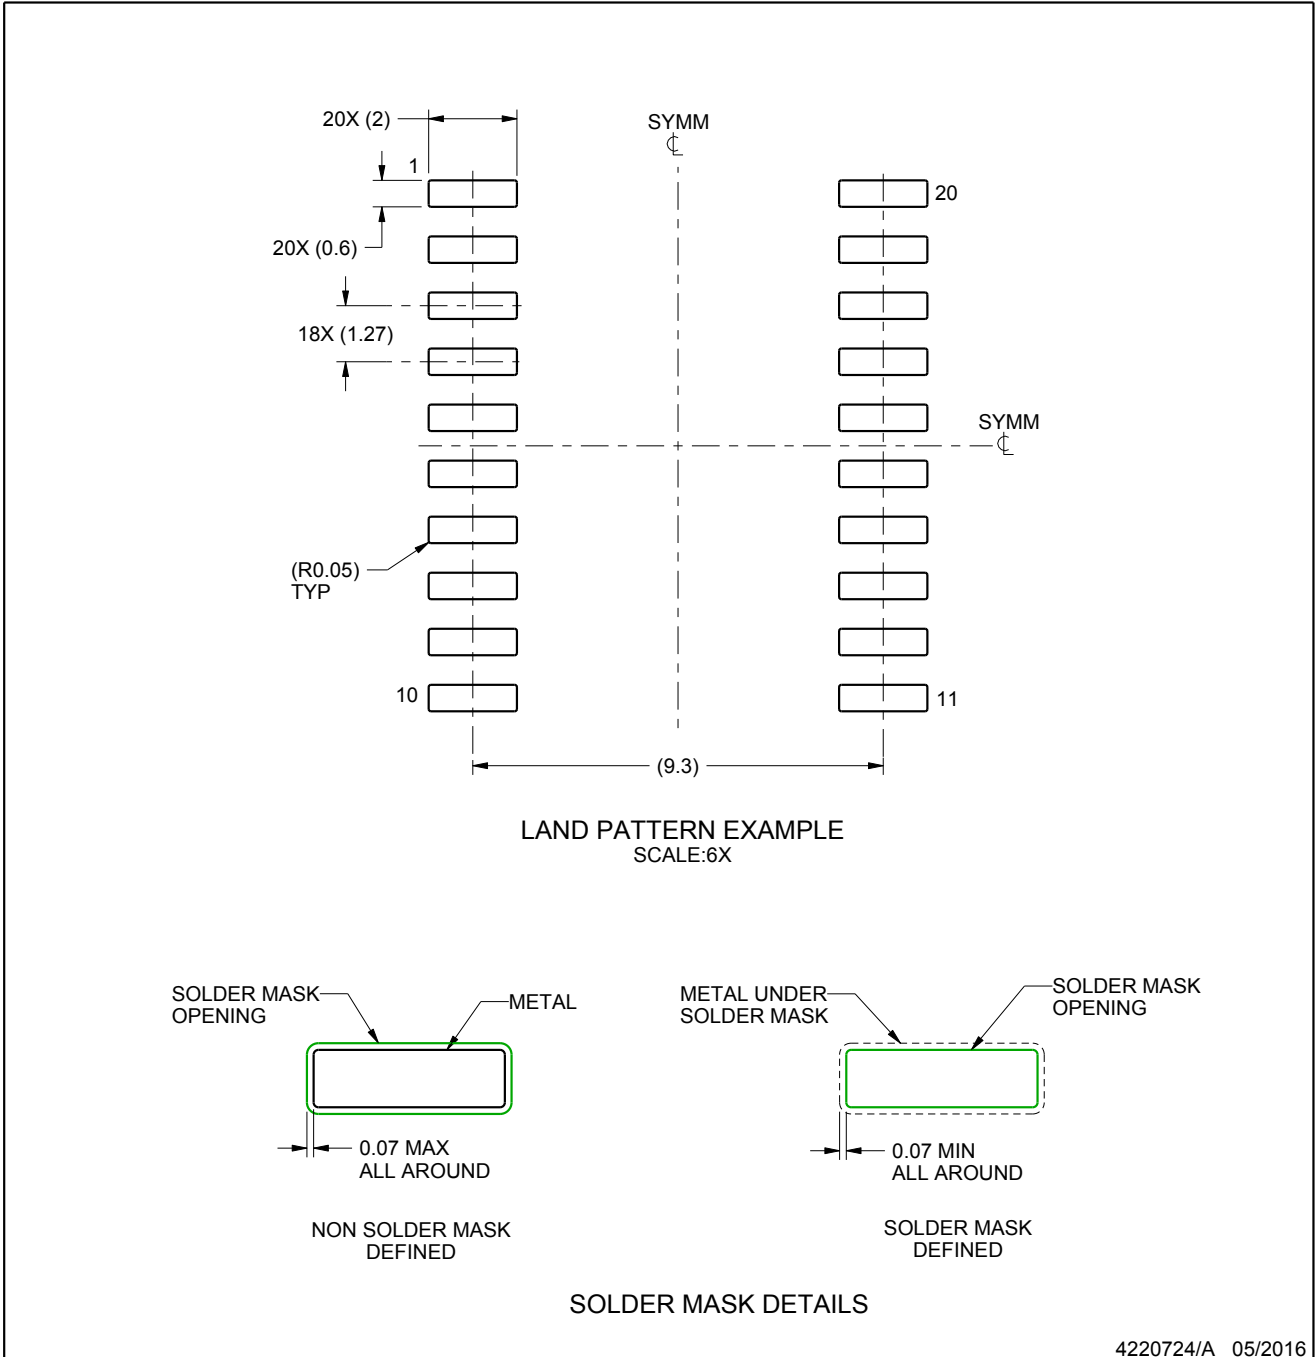 20X (2)
SYMM
℄
1
20
20X (0.6)
18X (1.27)
SYMM
℄
(R0.05)
TYP
10
11
(9.3)
LAND PATTERN EXAMPLE
SCALE:6X
SOLDER MASK
OPENING
METAL
0.07 MAX
ALL AROUND
NON SOLDER MASK
DEFINED
METAL UNDER
SOLDER MASK
SOLDER MASK
OPENING
0.07 MIN
ALL AROUND
SOLDER MASK
DEFINED
SOLDER MASK DETAILS
4220724/A 05/2016